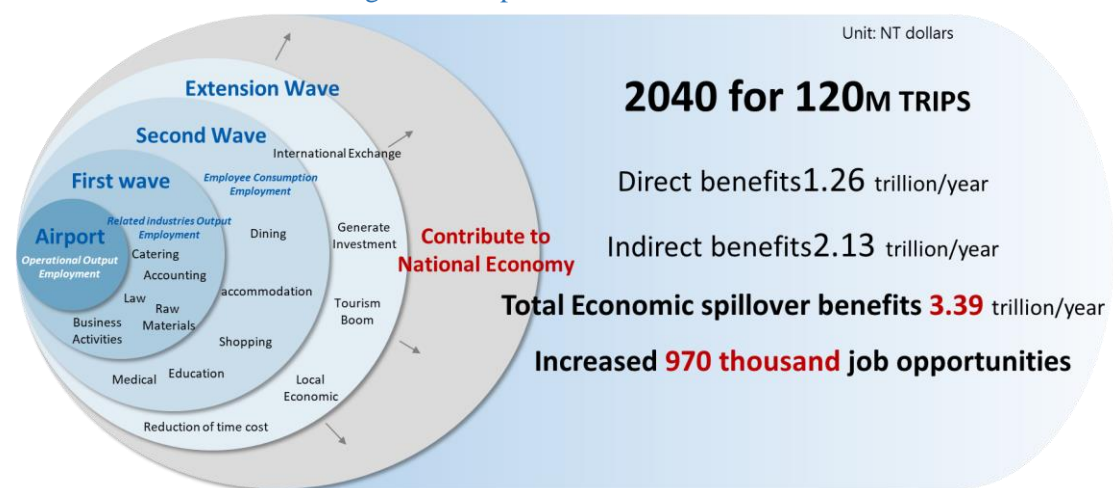 Unit: NT dollars
Extension Wave
Second Wave
International Exchange
First wave
Employee Consumption
Employment
Related industries Output
Employment
Airport
Operational Output
Employment
Catering
Accounting
Law
Raw
Materials
Business
Activities
Dining
accommodation
Shopping
Education
Medical
Generate
Investment
Tourism
Boom
Local
Economic
Reduction of time cost
Contribute to
National Economy
2040 for 120M TRIPS
Direct benefits1.26 trillion/year
Indirect benefits2.13 trillion/year
Total Economic spillover benefits 3.39 trillion/year
Increased 970 thousand job opportunities